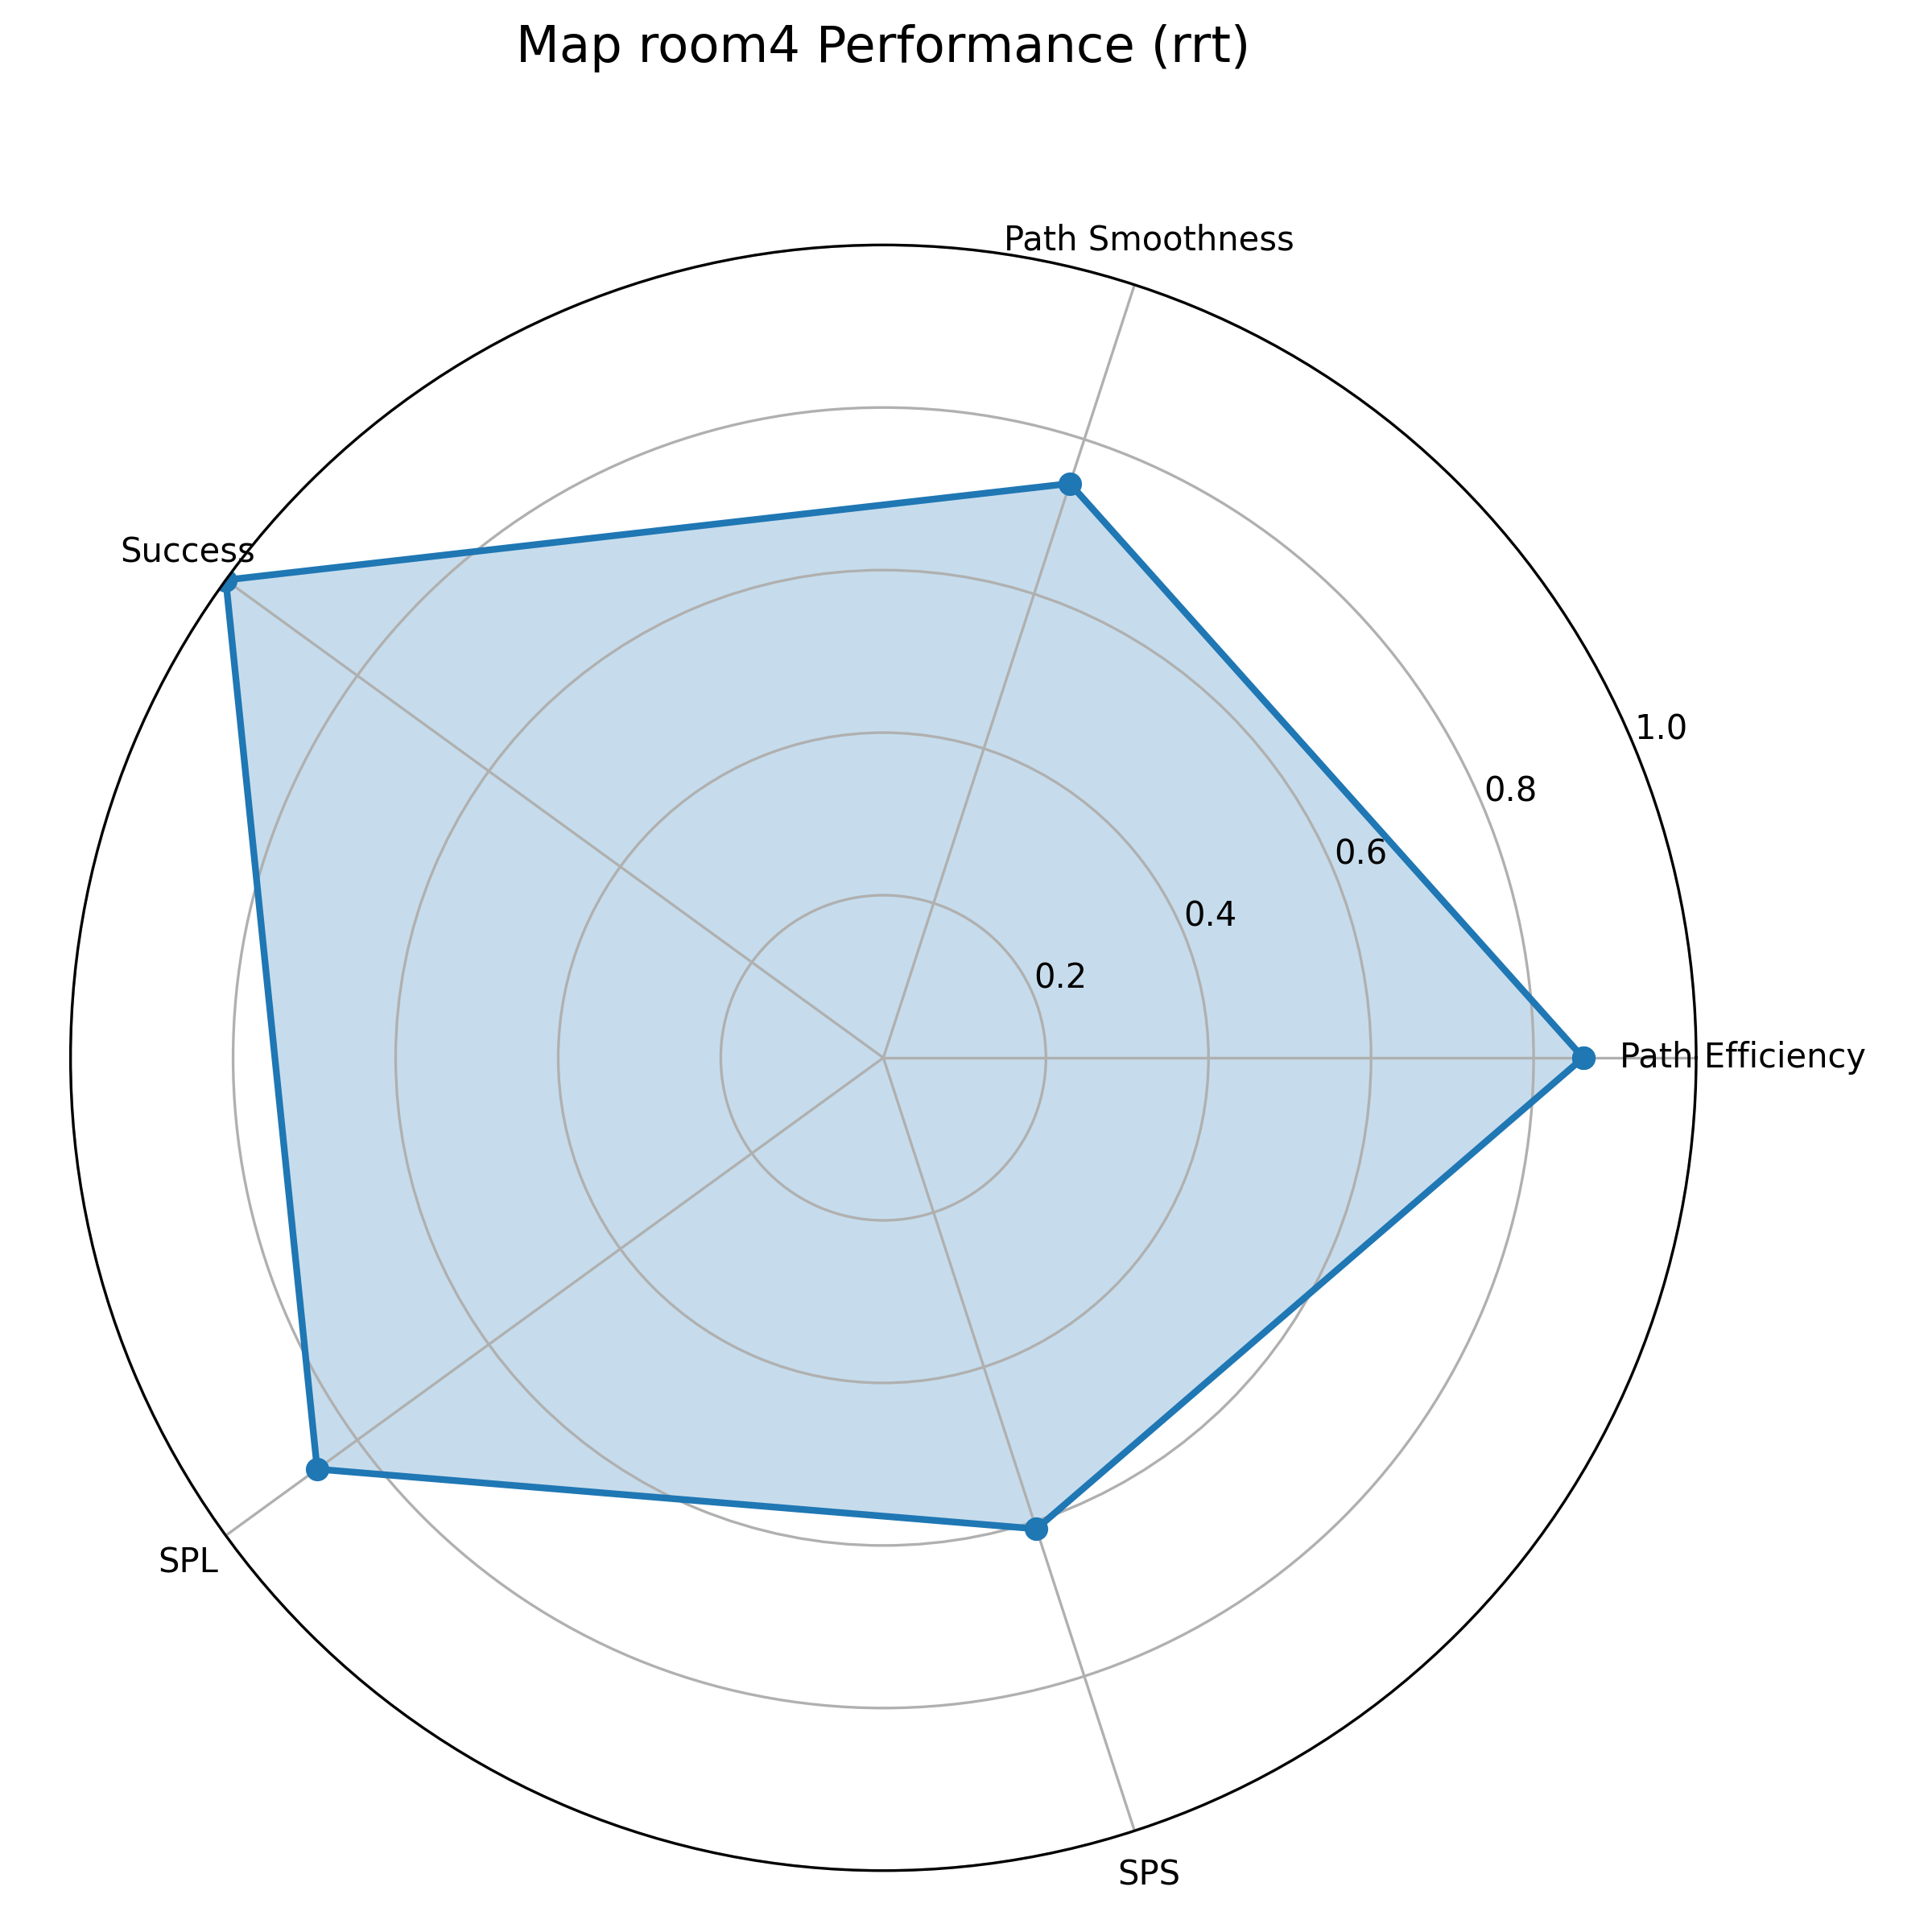 Map room4 Performance (rrt)
Path Smoothness
Success
1.0
0.8
0.6
0.4
0.2
Path Efficiency
SPL
SPS